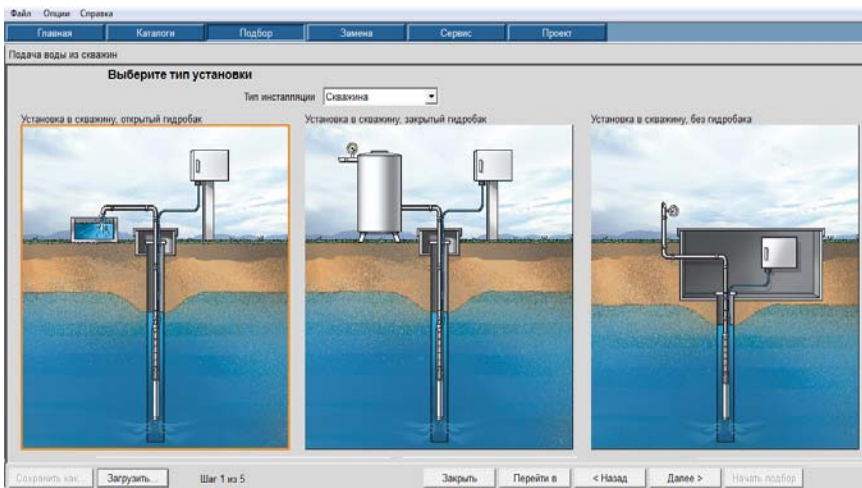 Файл Опции Справка
Главная Каталоги Подбор Замена Сервис Проект
Подача воды из скважин
Выберите тип установки
Тип инсталляции Скважина
Установка в скважину, открытый гидробак
Установка в скважину, закрытый гидробак
Установка в скважину, без гидробака
Сохранить как... Загрузить... Шаг 1 из 5 Закрыть Перейти в < Назад Далее > Начать подбор